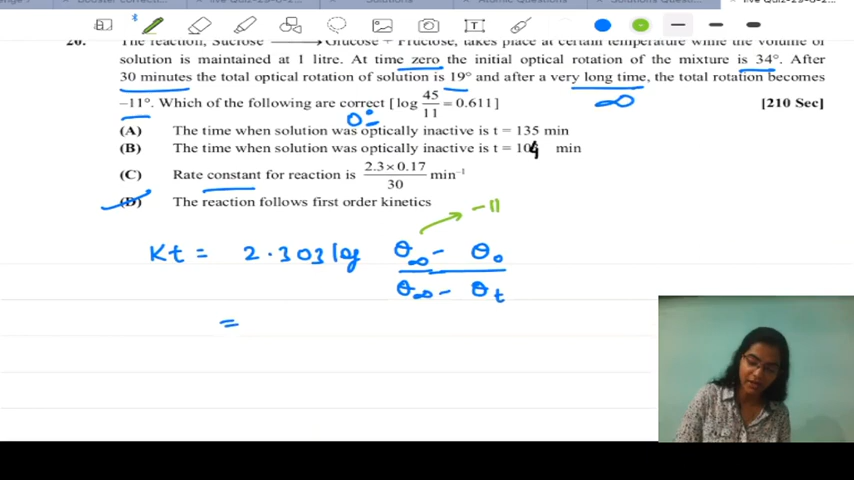 Solutions
20. The reaction, Sucrose → Glucose + Fructose, takes place at certain temperature while the volume of
solution is maintained at 1 litre. At time zero the initial optical rotation of the mixture is 34°. After
30 minutes the total optical rotation of solution is 19° and after a very long time, the total rotation becomes
–11°. Which of the following are correct [ log 45/11 = 0.611 ] [210 Sec]
∞
0°
(A) The time when solution was optically inactive is t = 135 min
(B) The time when solution was optically inactive is t = 104 min
(C) Rate constant for reaction is 2.3 × 0.17 / 30 min⁻¹
(D) The reaction follows first order kinetics
–11
Kt = 2.303 log θ∞ – θ₀ / θ∞ – θt
=